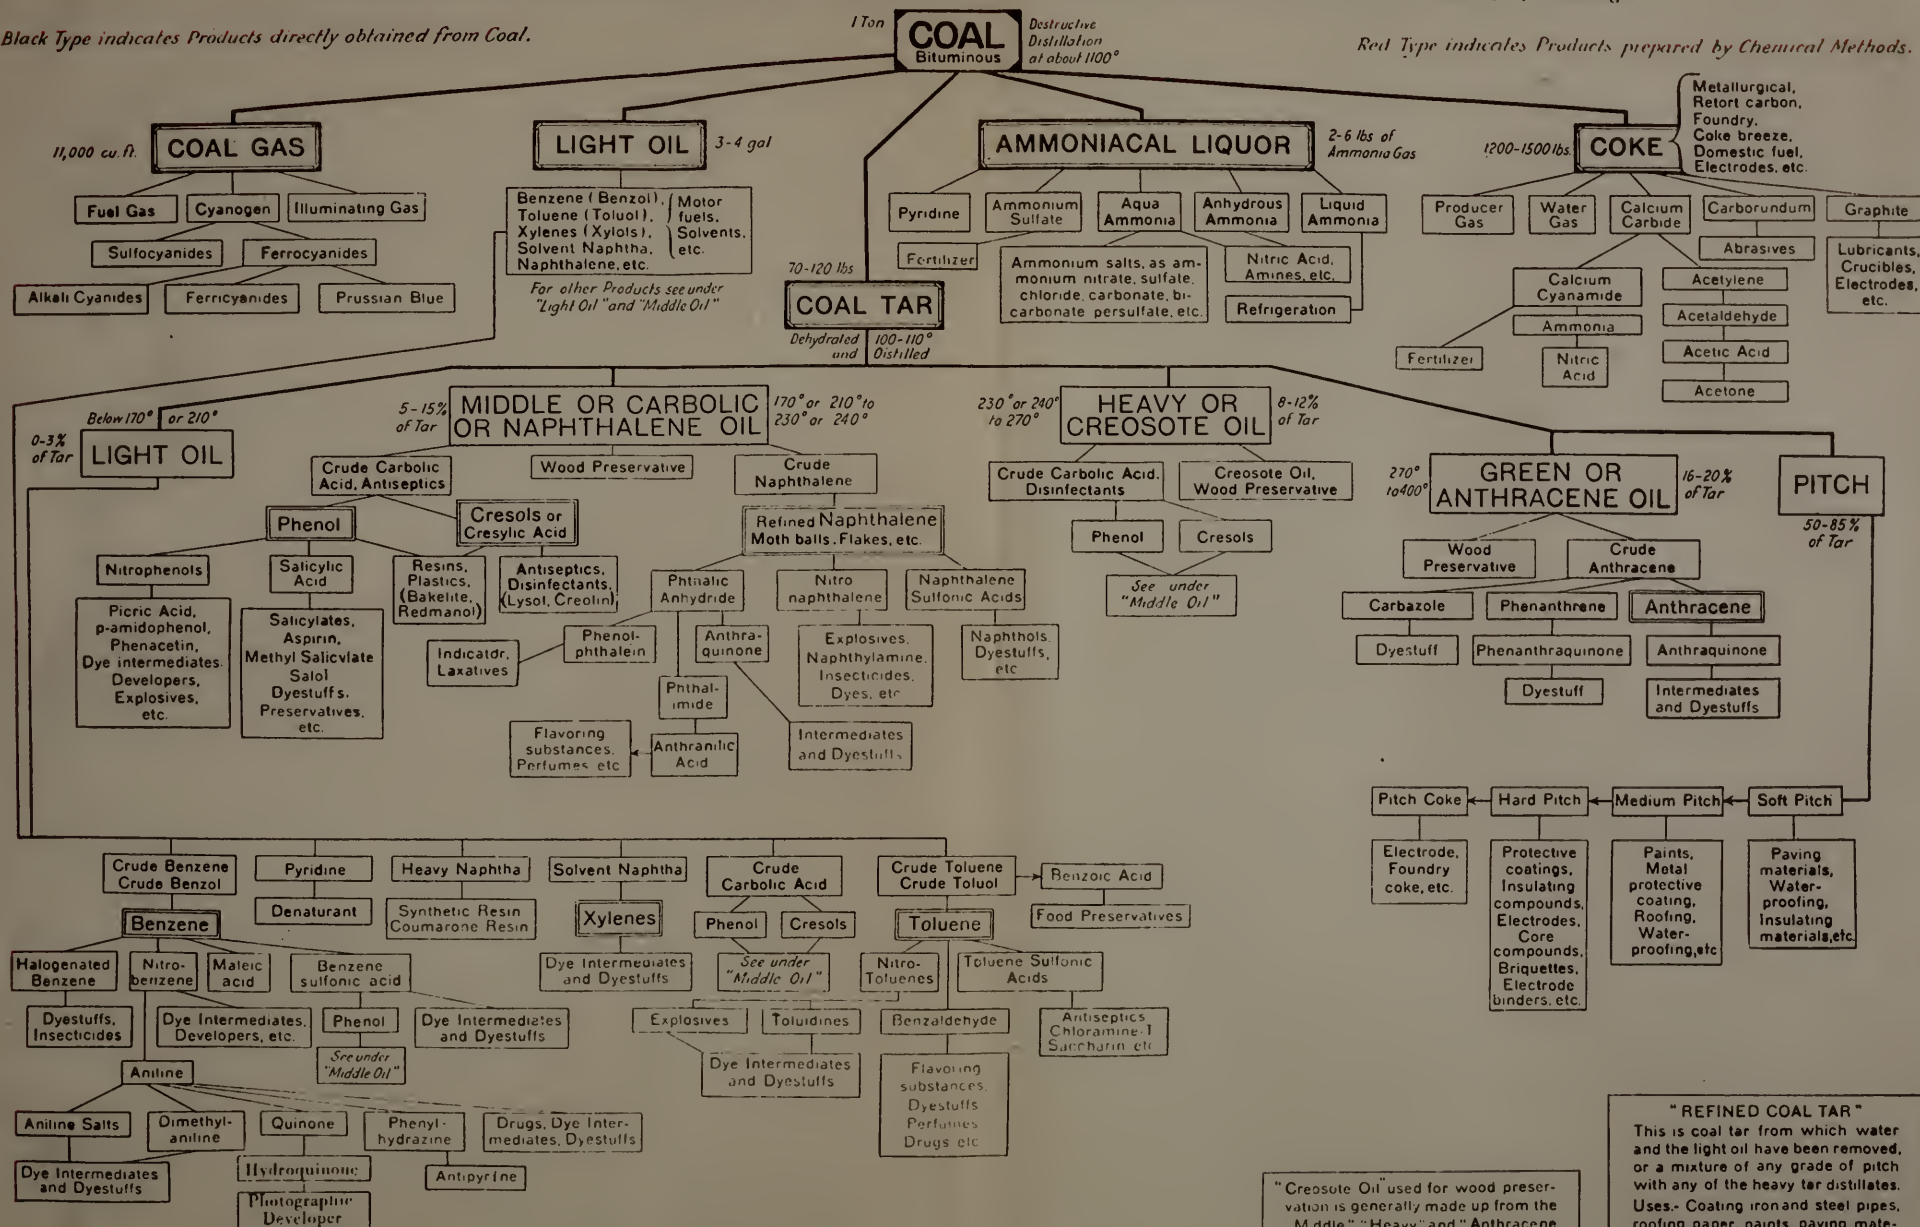 Black Type indicates Products directly obtained from Coal.
Red Type indicates Products prepared by Chemical Methods.
1 Ton
COAL
Bituminous
Destructive
Distillation
at about 1100°
11,000 cu. ft.
COAL GAS
Fuel Gas
Cyanogen
Illuminating Gas
Sulfocyanides
Ferrocyanides
Alkali Cyanides
Ferricyanides
Prussian Blue
LIGHT OIL
3-4 gal
Benzene (Benzol),
Toluene (Toluol),
Xylenes (Xylols),
Solvent Naphtha,
Naphthalene, etc.
Motor
fuels,
Solvents,
etc.
For other Products see under
"Light Oil" and "Middle Oil"
70-120 lbs
COAL TAR
Dehydrated
and
100-110°
Distilled
AMMONIACAL LIQUOR
2-6 lbs of
Ammonia Gas
Pyridine
Ammonium
Sulfate
Aqua
Ammonia
Anhydrous
Ammonia
Liquid
Ammonia
Fertilizer
Ammonium salts, as am-
monium nitrate, sulfate,
chloride, carbonate, bi-
carbonate persulfate, etc.
Nitric Acid,
Amines, etc.
Refrigeration
1200-1500 lbs.
COKE
Metallurgical,
Retort carbon,
Foundry,
Coke breeze,
Domestic fuel,
Electrodes, etc.
Producer
Gas
Water
Gas
Calcium
Carbide
Carborundum
Graphite
Abrasives
Lubricants,
Crucibles,
Electrodes,
etc.
Calcium
Cyanamide
Acetylene
Ammonia
Acetaldehyde
Fertilizer
Nitric
Acid
Acetic Acid
Acetone
Below 170° or 210°
0-3%
of Tar
LIGHT OIL
5-15%
of Tar
MIDDLE OR CARBOLIC
OR NAPHTHALENE OIL
170° or 210° to
230° or 240°
Crude Carbolic
Acid, Antiseptics
Wood Preservative
Crude
Naphthalene
Phenol
Cresols or
Cresylic Acid
Refined Naphthalene
Moth balls, Flakes, etc.
Nitrophenols
Salicylic
Acid
Resins,
Plastics,
(Bakelite,
Redmanol)
Antiseptics,
Disinfectants,
(Lysol, Creolin)
Phthalic
Anhydride
Nitro
naphthalene
Naphthalene
Sulfonic Acids
Picric Acid,
p-amidophenol,
Phenacetin,
Dye intermediates.
Developers,
Explosives,
etc.
Salicylates,
Aspirin,
Methyl Salicylate
Salol
Dyestuffs,
Preservatives,
etc.
Indicator,
Laxatives
Phenol-
phthalein
Anthra-
quinone
Explosives,
Naphthylamine,
Insecticides,
Dyes, etc
Naphthols,
Dyestuffs,
etc
Phthal-
imide
Flavoring
substances,
Perfumes etc
Anthranilic
Acid
Intermediates
and Dyestuffs
230° or 240°
to 270°
HEAVY OR
CREOSOTE OIL
8-12%
of Tar
Crude Carbolic Acid.
Disinfectants
Creosote Oil,
Wood Preservative
Phenol
Cresols
See under
"Middle Oil"
270°
to 400°
GREEN OR
ANTHRACENE OIL
16-20%
of Tar
PITCH
50-85%
of Tar
Wood
Preservative
Crude
Anthracene
Carbazole
Phenanthrene
Anthracene
Dyestuff
Phenanthraquinone
Anthraquinone
Dyestuff
Intermediates
and Dyestuffs
Pitch Coke
Hard Pitch
Medium Pitch
Soft Pitch
Electrode,
Foundry
coke, etc.
Protective
coatings,
Insulating
compounds,
Electrodes,
Core
compounds,
Briquettes,
Electrode
binders, etc.
Paints,
Metal
protective
coating,
Roofing,
Water-
proofing, etc
Paving
materials,
Water-
proofing,
Insulating
materials, etc.
Crude Benzene
Crude Benzol
Pyridine
Heavy Naphtha
Solvent Naphtha
Crude
Carbolic Acid
Crude Toluene
Crude Toluol
Benzoic Acid
Benzene
Denaturant
Synthetic Resin
Coumarone Resin
Xylenes
Phenol
Cresols
Toluene
Food Preservatives
Halogenated
Benzene
Nitro-
benzene
Maleic
acid
Benzene
sulfonic acid
Dye Intermediates
and Dyestuffs
See under
"Middle Oil"
Nitro-
Toluenes
Toluene Sulfonic
Acids
Dyestuffs,
Insecticides
Dye Intermediates,
Developers, etc.
Phenol
Dye Intermediates
and Dyestuffs
Explosives
Toluidines
Benzaldehyde
Antiseptics
Chloramine-T
Saccharin etc
See under
"Middle Oil"
Aniline
Dye Intermediates
and Dyestuffs
Flavoring
substances,
Dyestuffs
Perfumes
Drugs etc
Aniline Salts
Dimethyl-
aniline
Quinone
Phenyl-
hydrazine
Drugs, Dye Inter-
mediates, Dyestuffs
Dye Intermediates
and Dyestuffs
Hydroquinone
Antipyrine
Photographic
Developer
"Creosote Oil" used for wood preser-
vation is generally made up from the
"Middle" "Heavy" and "Anthracene
"REFINED COAL TAR"
This is coal tar from which water
and the light oil have been removed,
or a mixture of any grade of pitch
with any of the heavy tar distillates.
Uses.- Coating iron and steel pipes,
roofing paper, paints, paving mate-